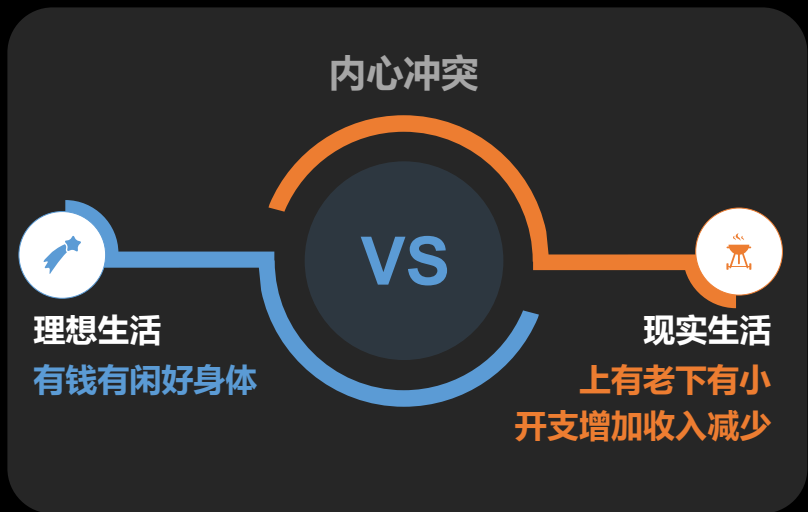 内心冲突
VS
理想生活
有钱有闲好身体
现实生活
上有老下有小
开支增加收入减少